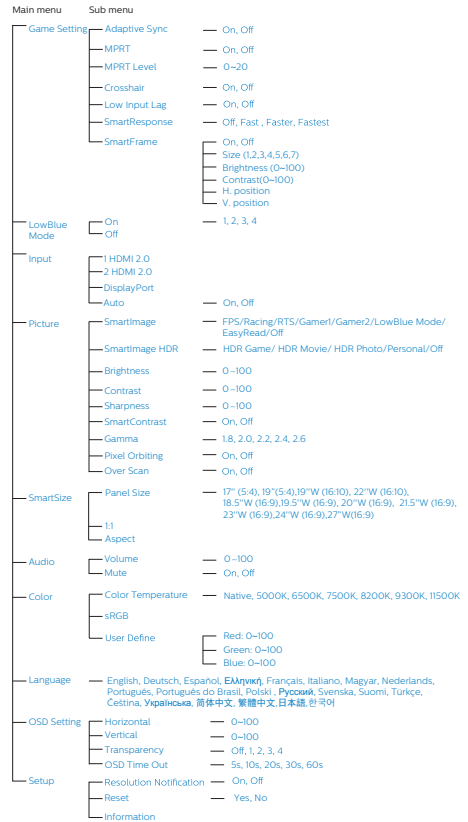 Main menu Sub menu
Game Setting Adaptive Sync On, Off
MPRT On, Off
MPRT Level 0~20
Crosshair On, Off
Low Input Lag On, Off
SmartResponse Off, Fast , Faster, Fastest
SmartFrame On, Off
Size (1,2,3,4,5,6,7)
Brightness (0~100)
Contrast(0~100)
H. position
V. position
LowBlue Mode On 1, 2, 3, 4
Off
Input 1 HDMI 2.0
2 HDMI 2.0
DisplayPort
Auto On, Off
Picture SmartImage FPS/Racing/RTS/Gamer1/Gamer2/LowBlue Mode/
EasyRead/Off
SmartImage HDR HDR Game/ HDR Movie/ HDR Photo/Personal/Off
Brightness 0~100
Contrast 0~100
Sharpness 0~100
SmartContrast On, Off
Gamma 1.8, 2.0, 2.2, 2.4, 2.6
Pixel Orbiting On, Off
Over Scan On, Off
SmartSize Panel Size 17" (5:4), 19"(5:4),19"W (16:10), 22"W (16:10),
18.5"W (16:9),19.5"W (16:9), 20"W (16:9), 21.5"W (16:9),
23"W (16:9),24"W (16:9),27"W(16:9)
1:1
Aspect
Audio Volume 0~100
Mute On, Off
Color Color Temperature Native, 5000K, 6500K, 7500K, 8200K, 9300K, 11500K
sRGB
User Define Red: 0~100
Green: 0~100
Blue: 0~100
Language English, Deutsch, Español, Ελληνική, Français, Italiano, Magyar, Nederlands,
Português, Português do Brasil, Polski , Русский, Svenska, Suomi, Türkçe,
Čeština, Українська, 简体中文, 繁體中文,日本語,한국어
OSD Setting Horizontal 0~100
Vertical 0~100
Transparency Off, 1, 2, 3, 4
OSD Time Out 5s, 10s, 20s, 30s, 60s
Setup Resolution Notification On, Off
Reset Yes, No
Information